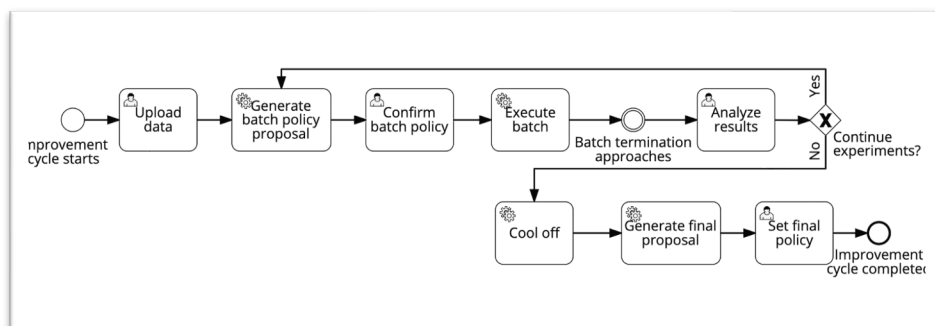 Upload
data
Generate
batch policy
proposal
Confirm
batch policy
Execute
batch
Analyze
results
Yes
nprovement
cycle starts
Batch termination
approaches
Continue
experiments?
No
Cool off
Generate final
proposal
Set final
policy
Improvement
cycle completed